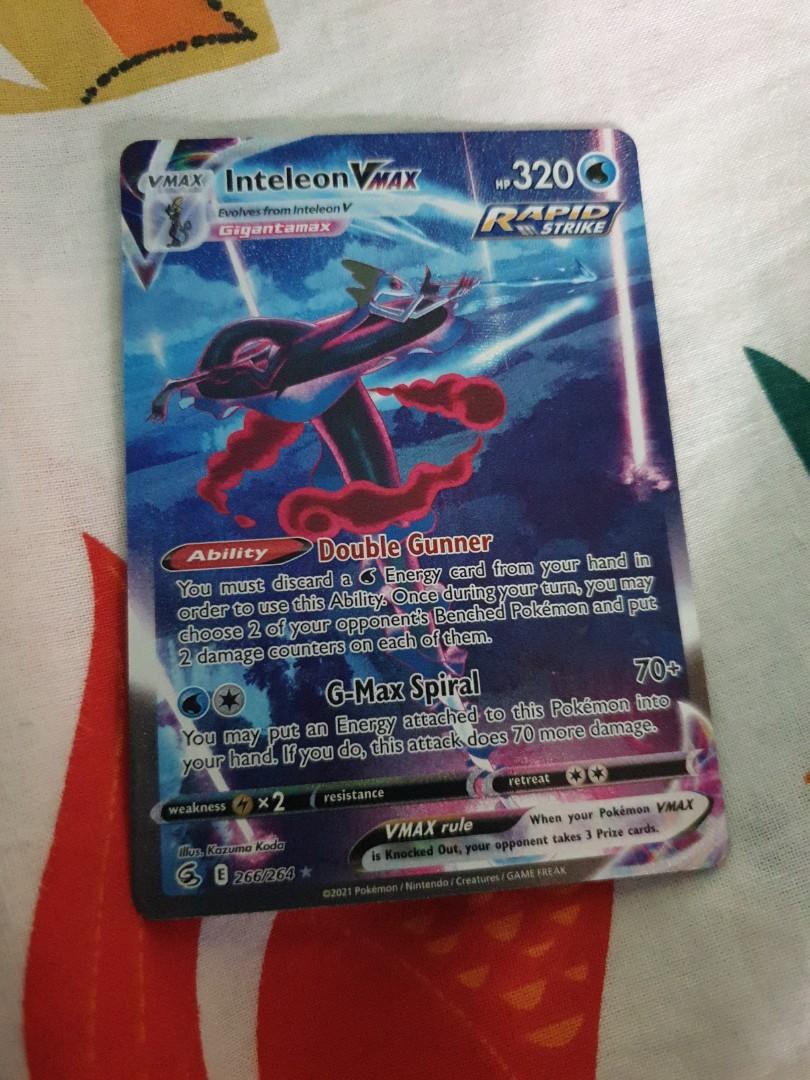 VMAX
Inteleon VMAX
HP 320
Evolves from Inteleon V
Gigantamax
RAPID
STRIKE
Ability Double Gunner
You must discard a Energy card from your hand in
order to use this Ability. Once during your turn, you may
choose 2 of your opponent's Benched Pokémon and put
2 damage counters on each of them.
G-Max Spiral 70+
You may put an Energy attached to this Pokémon into
your hand. If you do, this attack does 70 more damage.
weakness ×2 resistance retreat
VMAX rule When your Pokémon VMAX
is Knocked Out, your opponent takes 3 Prize cards.
Illus. Kazuma Koda
E 266/264 ★
©2021 Pokémon / Nintendo / Creatures / GAME FREAK